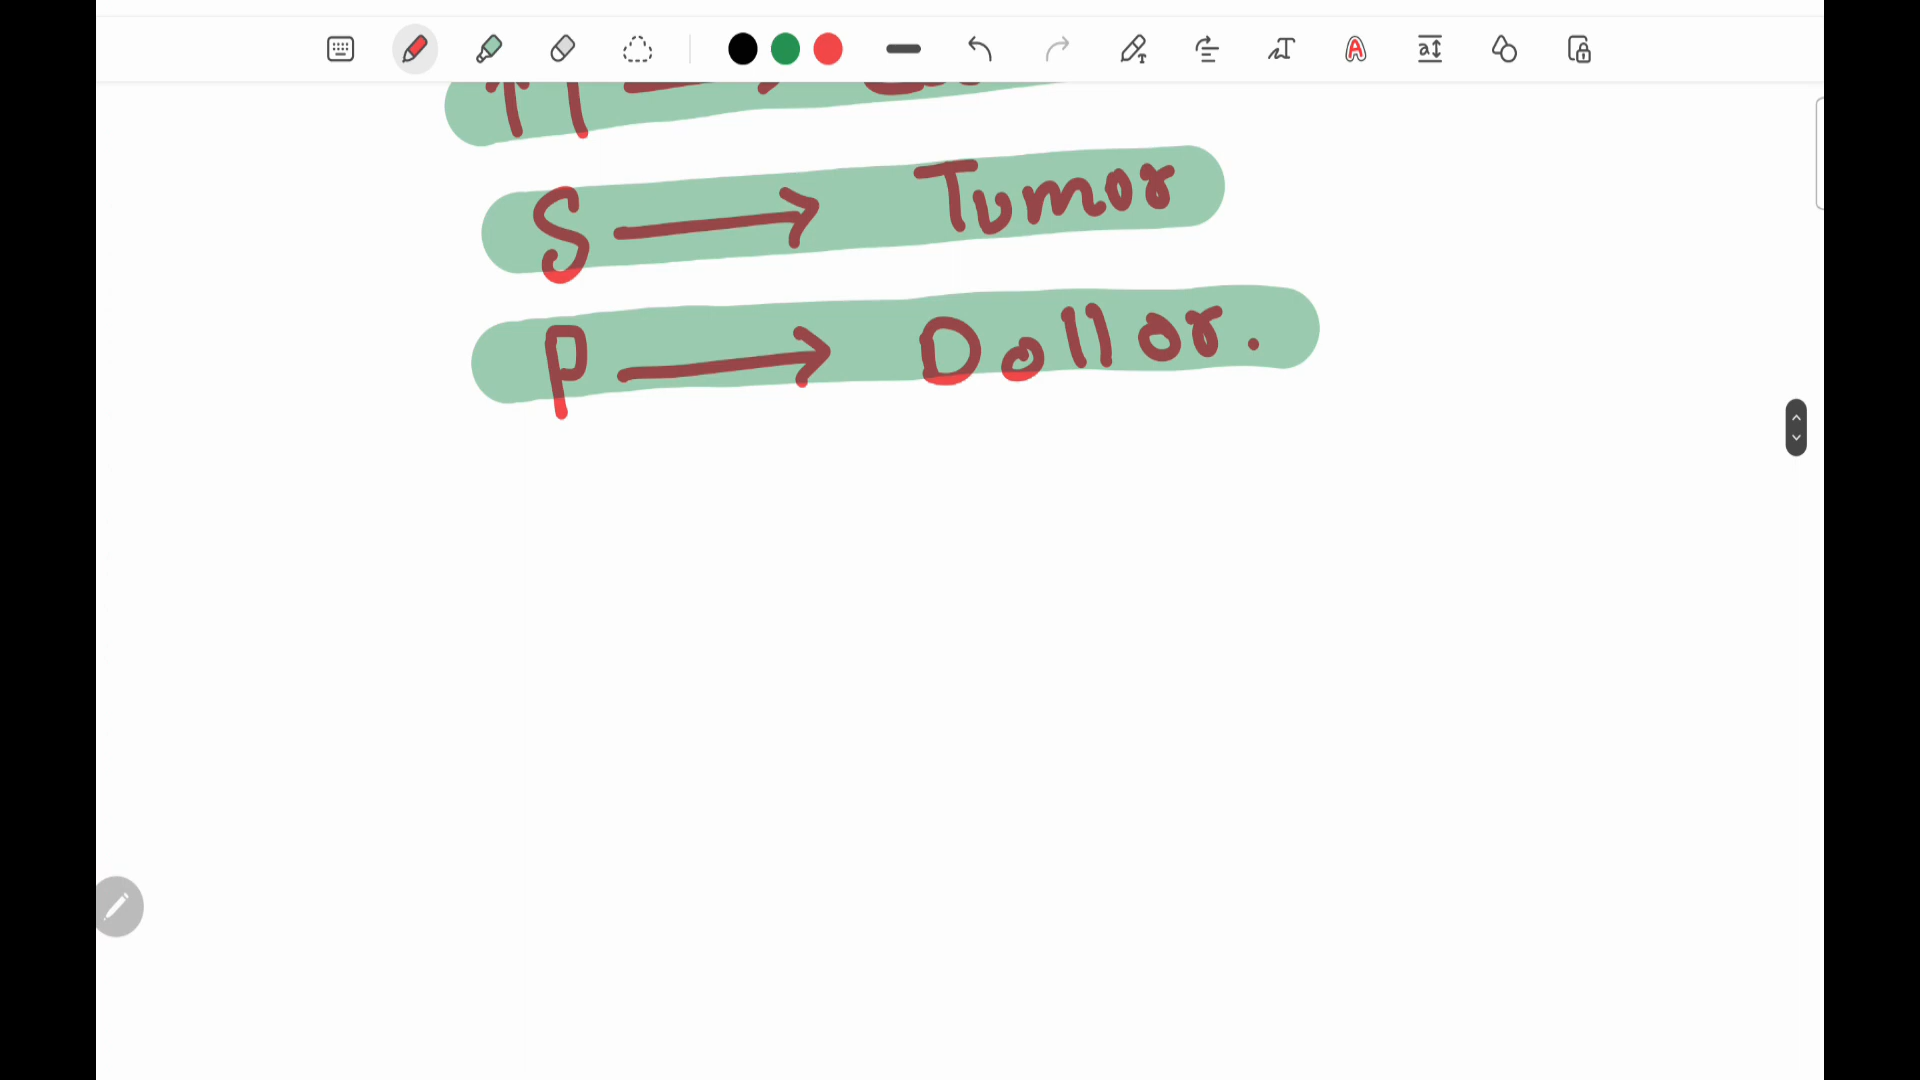 S → Tumor
P → Dollor.